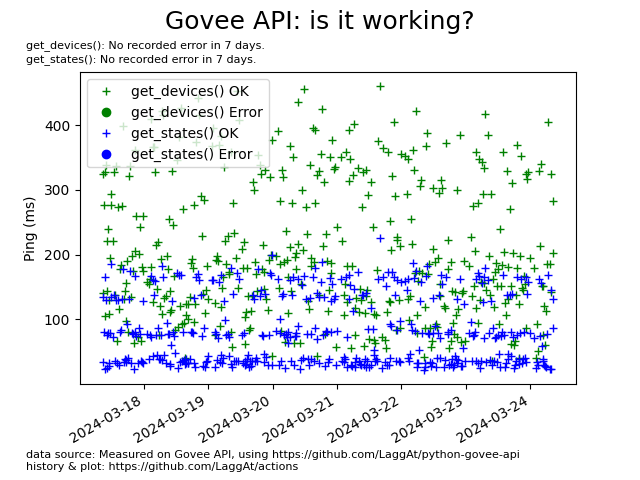 Govee API: is it working?
get_devices(): No recorded error in 7 days.
get_states(): No recorded error in 7 days.
get_devices() OK
get_devices() Error
get_states() OK
get_states() Error
Ping (ms)
400
300
200
100
2024-03-18
2024-03-19
2024-03-20
2024-03-21
2024-03-22
2024-03-23
2024-03-24
data source: Measured on Govee API, using https://github.com/LaggAt/python-govee-api
history & plot: https://github.com/LaggAt/actions